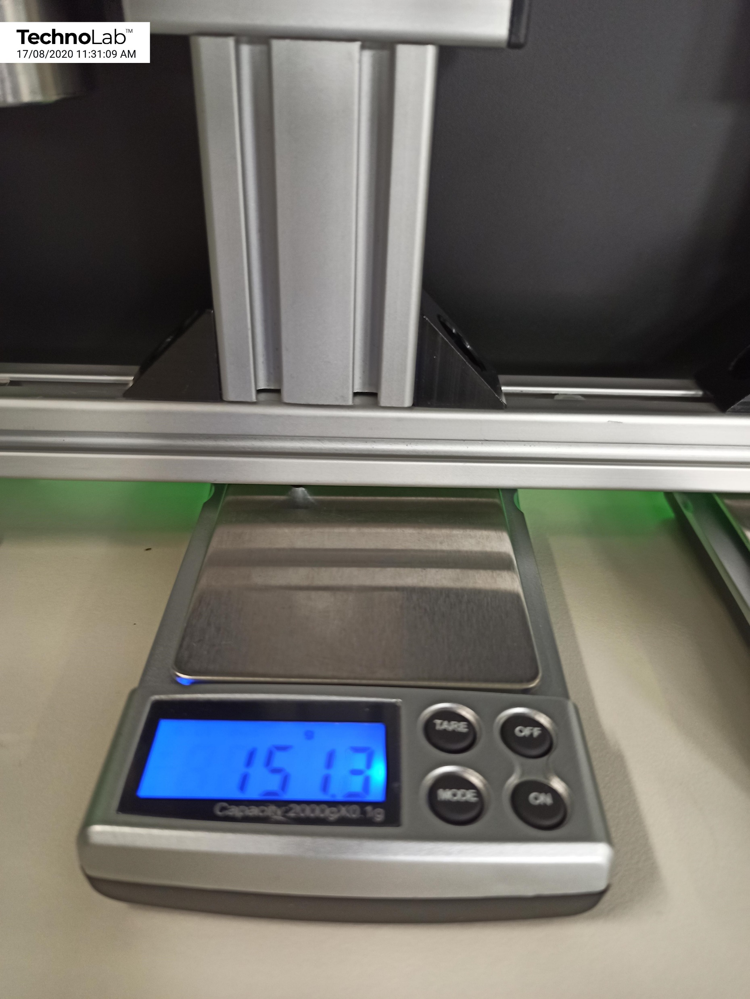 TechnoLab™
17/08/2020 11:31:09 AM
TARE OFF
g
151.3
MODE ON
Capacity:2000gX0.1g